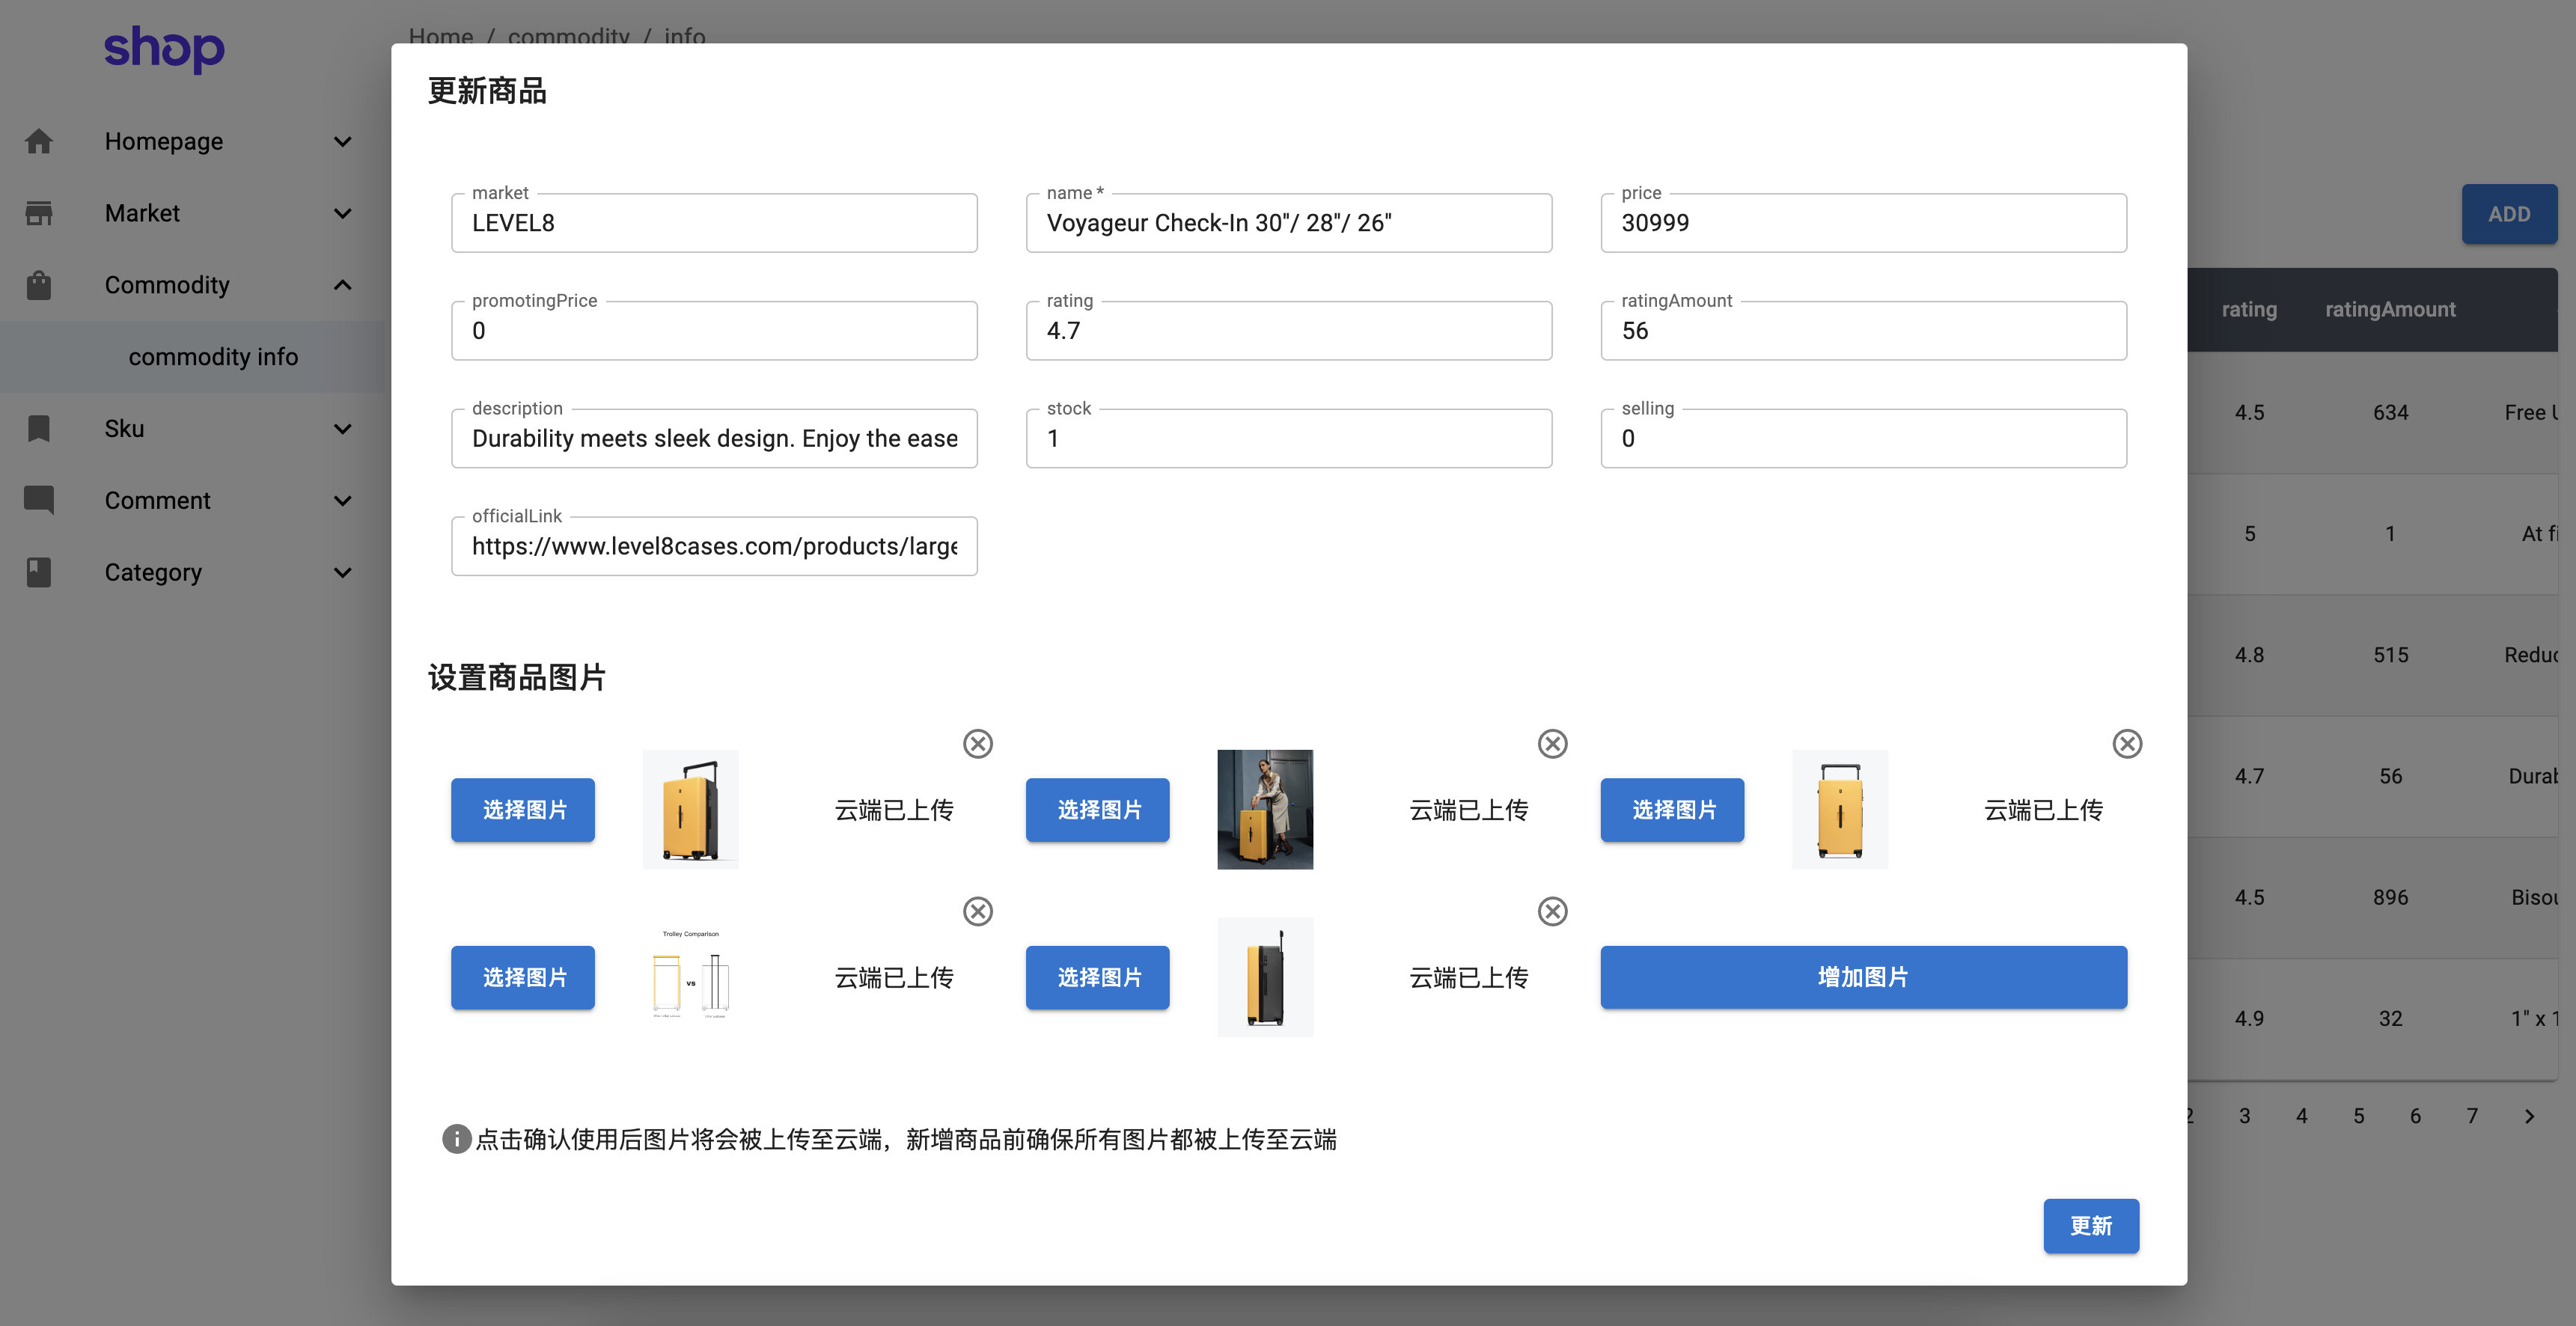 shop
Home / commodity / info
Homepage
Market
Commodity
commodity info
Sku
Comment
Category
更新商品
market
LEVEL8
name *
Voyageur Check-In 30"/ 28"/ 26"
price
30999
promotingPrice
0
rating
4.7
ratingAmount
56
description
Durability meets sleek design. Enjoy the ease
stock
1
selling
0
officialLink
https://www.level8cases.com/products/large
设置商品图片
选择图片
云端已上传
选择图片
云端已上传
选择图片
云端已上传
选择图片
Trolley Comparison
vs
云端已上传
选择图片
云端已上传
增加图片
点击确认使用后图片将会被上传至云端，新增商品前确保所有图片都被上传至云端
更新
ADD
rating ratingAmount
4.5 634 Free
5 1 At
4.8 515
4.7 56
4.5 896
4.9 32 1" x 1
2 3 4 5 6 7